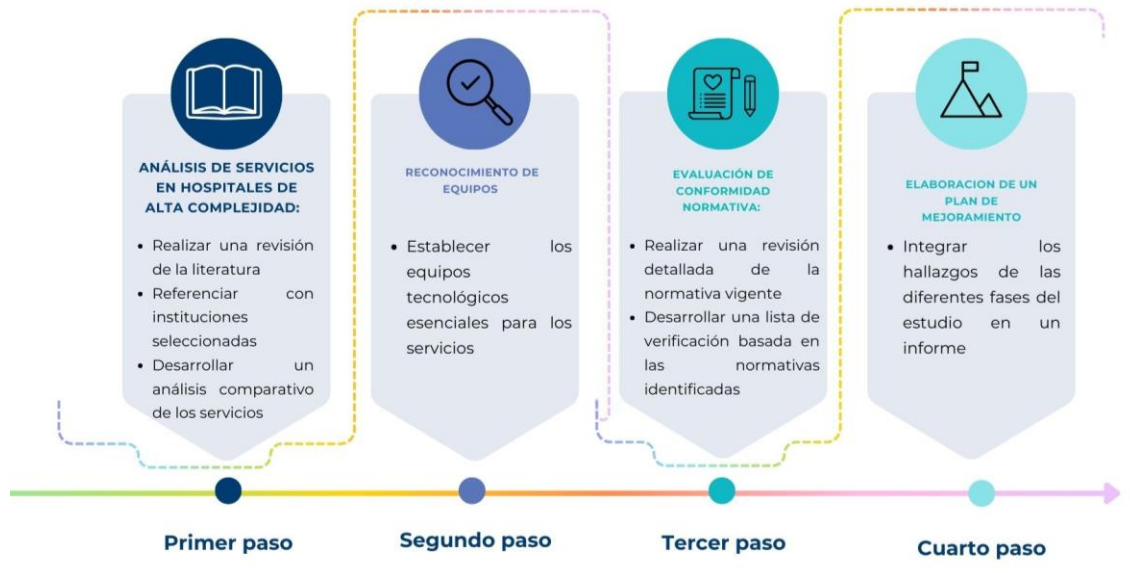 ANÁLISIS DE SERVICIOS
EN HOSPITALES DE
ALTA COMPLEJIDAD:
• Realizar una revisión
de la literatura
• Referenciar con
instituciones
seleccionadas
• Desarrollar un
análisis comparativo
de los servicios
RECONOCIMIENTO DE
EQUIPOS
• Establecer los
equipos
tecnológicos
esenciales para los
servicios
EVALUACIÓN DE
CONFORMIDAD
NORMATIVA:
• Realizar una revisión
detallada de la
normativa vigente
• Desarrollar una lista de
verificación basada en
las normativas
identificadas
ELABORACION DE UN
PLAN DE
MEJORAMIENTO
• Integrar los
hallazgos de las
diferentes fases del
estudio en un
informe
Primer paso
Segundo paso
Tercer paso
Cuarto paso